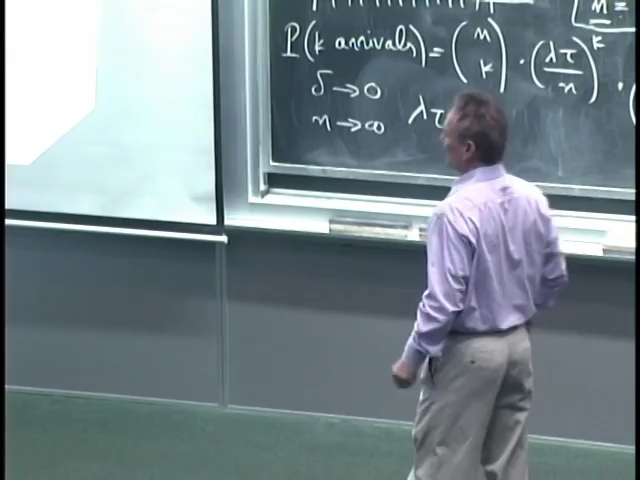 n =
P(k arrivals) = (n k) · (λτ/n)^k · (
δ → 0
n → ∞ λτ